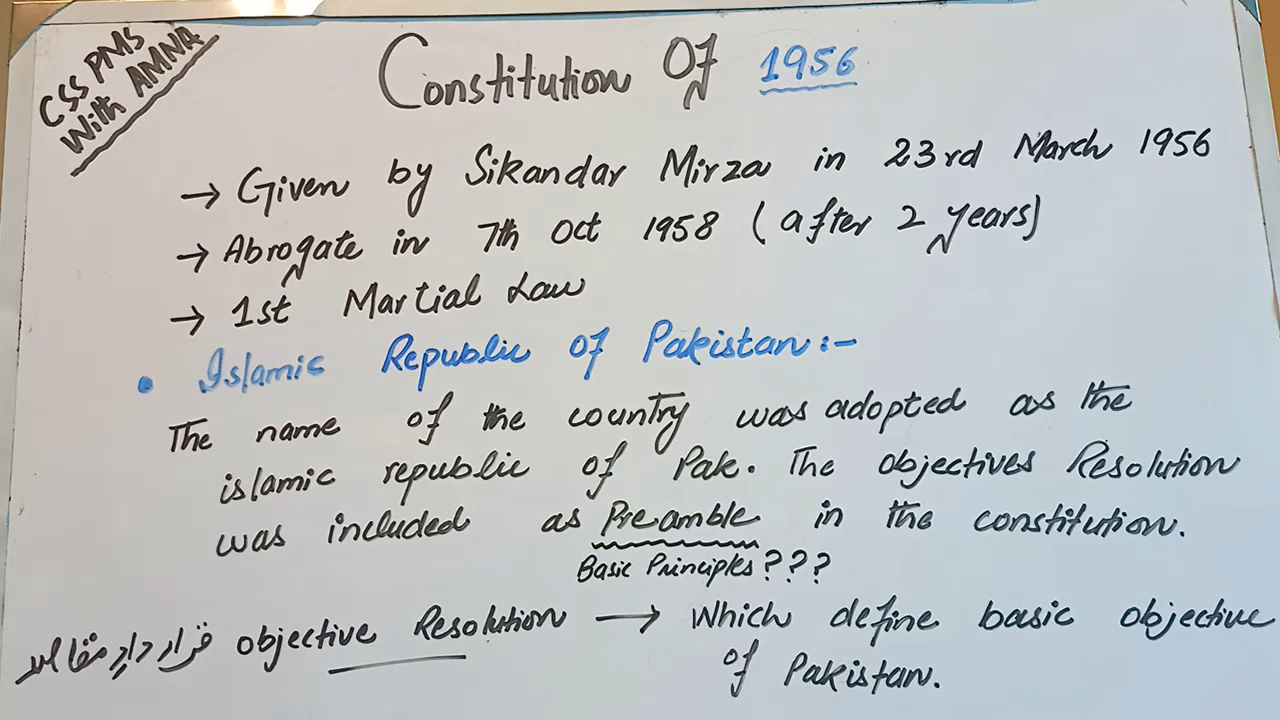 CSS PMS
With AMNA
Constitution Of 1956
→ Given by Sikandar Mirza in 23rd March 1956
→ Abrogate in 7th Oct 1958 (after 2 years)
→ 1st Martial Law
• Islamic Republic of Pakistan:-
The name of the country was adopted as the
islamic republic of Pak. The objectives Resolution
was included as Preamble in the constitution.
Basic Principles???
قرار دادِ مقاصد objective Resolution → Which define basic objective
of Pakistan.